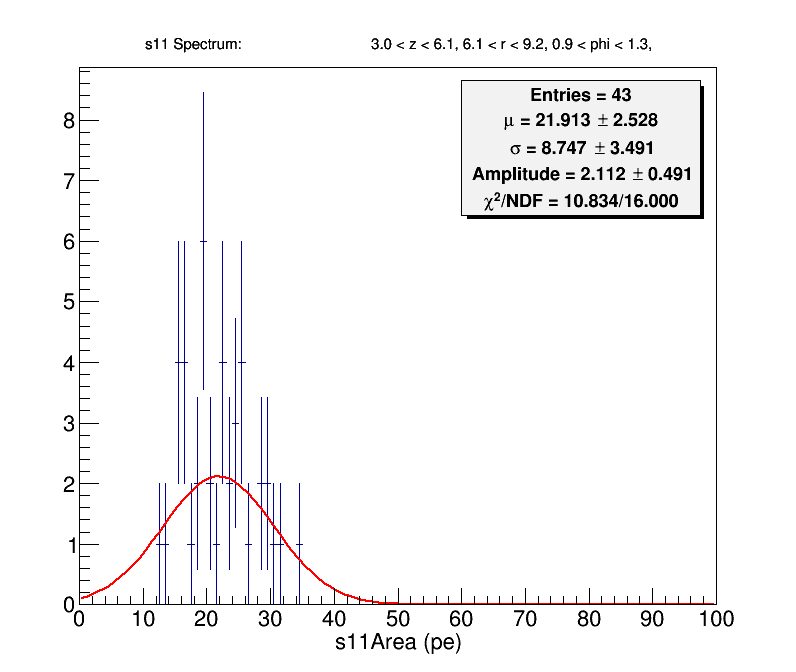 s11 Spectrum: 3.0 < z < 6.1, 6.1 < r < 9.2, 0.9 < phi < 1.3,
Entries = 43
μ = 21.913 ± 2.528
σ = 8.747 ± 3.491
Amplitude = 2.112 ± 0.491
χ²/NDF = 10.834/16.000
8
7
6
5
4
3
2
1
0
0 10 20 30 40 50 60 70 80 90 100
s11Area (pe)